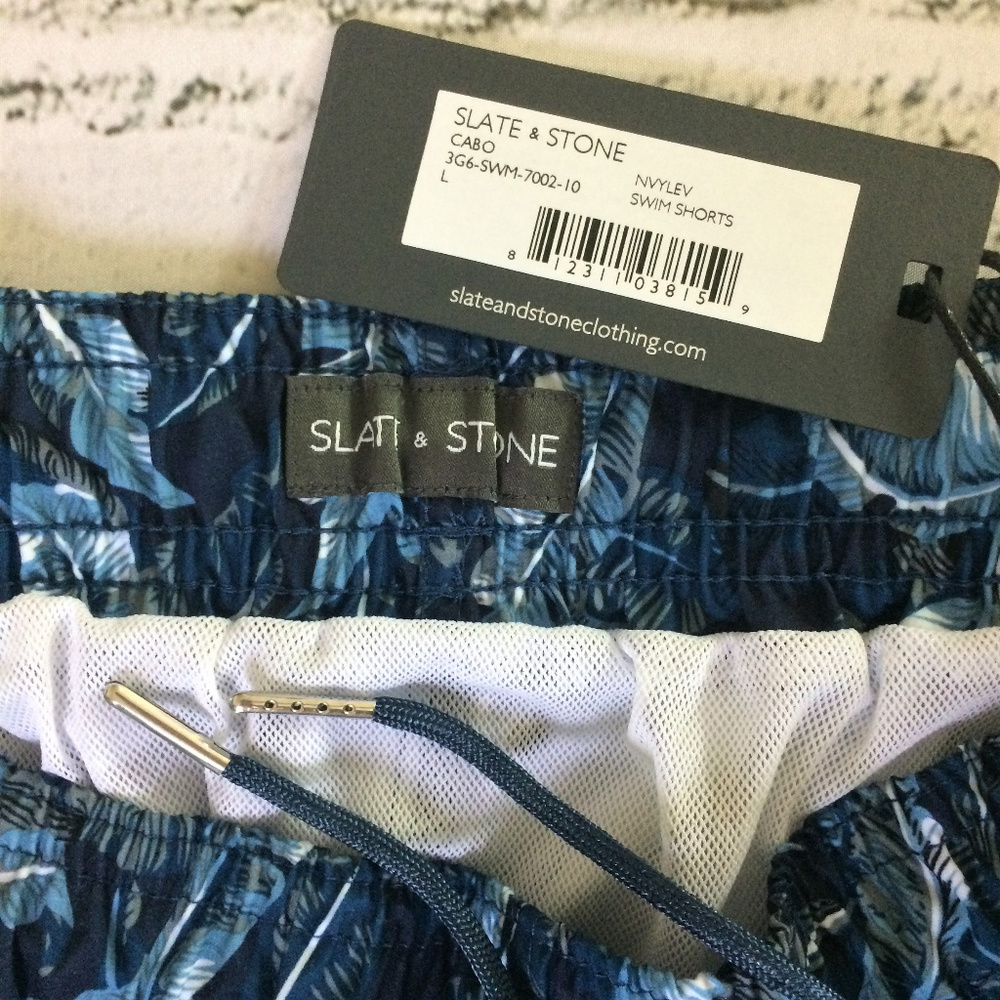 SLATE & STONE
CABO
3G6-SWM-7002-10 NVYLEV
L SWIM SHORTS
8 12311 03815 9
slateandstoneclothing.com
SLATE & STONE